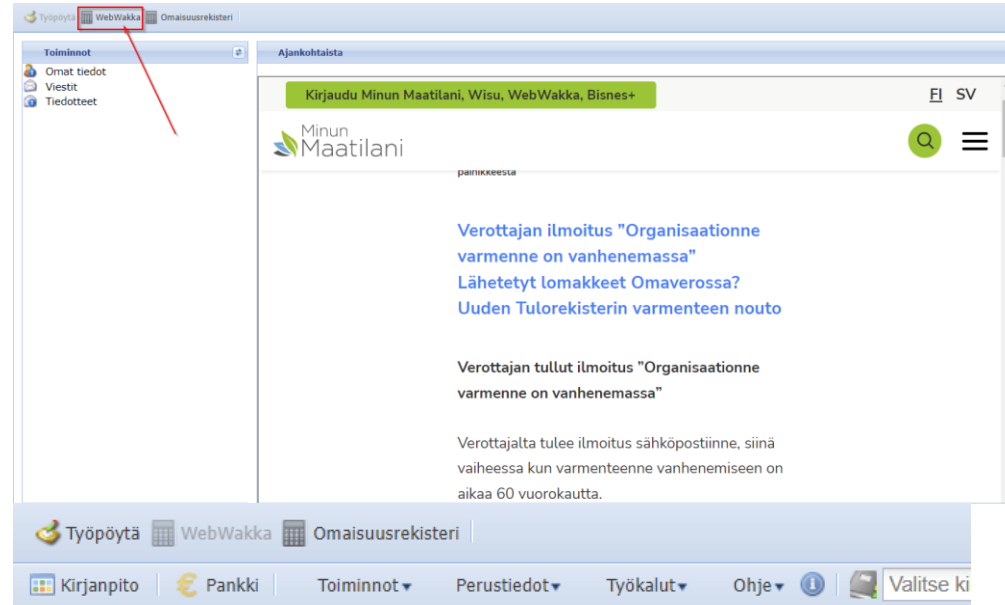 Työpöytä WebWakka Omaisuusrekisteri
Toiminnot
Omat tiedot
Viestit
Tiedotteet
Ajankohtaista
Kirjaudu Minun Maatilani, Wisu, WebWakka, Bisnes+
FI SV
Minun
Maatilani
painikkeesta
Verottajan ilmoitus ”Organisaationne
varmenne on vanhenemassa”
Lähetetyt lomakkeet Omaverossa?
Uuden Tulorekisterin varmenteen nouto
Verottajan tullut ilmoitus ”Organisaationne
varmenne on vanhenemassa”
Verottajalta tulee ilmoitus sähköpostiinne, siinä
vaiheessa kun varmenteenne vanhenemiseen on
aikaa 60 vuorokautta.
Työpöytä WebWakka Omaisuusrekisteri
Kirjanpito Pankki Toiminnot Perustiedot Työkalut Ohje Valitse ki